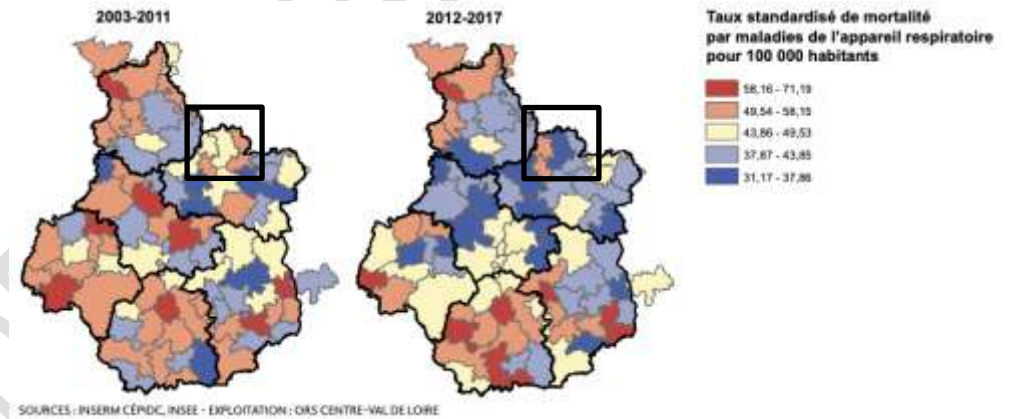 2003-2011
2012-2017
Taux standardisé de mortalité
par maladies de l'appareil respiratoire
pour 100 000 habitants
58,16 - 71,19
49,54 - 58,15
43,86 - 49,53
37,87 - 43,85
31,17 - 37,86
SOURCES : INSERM CÉPIDC, INSEE - EXPLOITATION : ORS CENTRE-VAL DE LOIRE